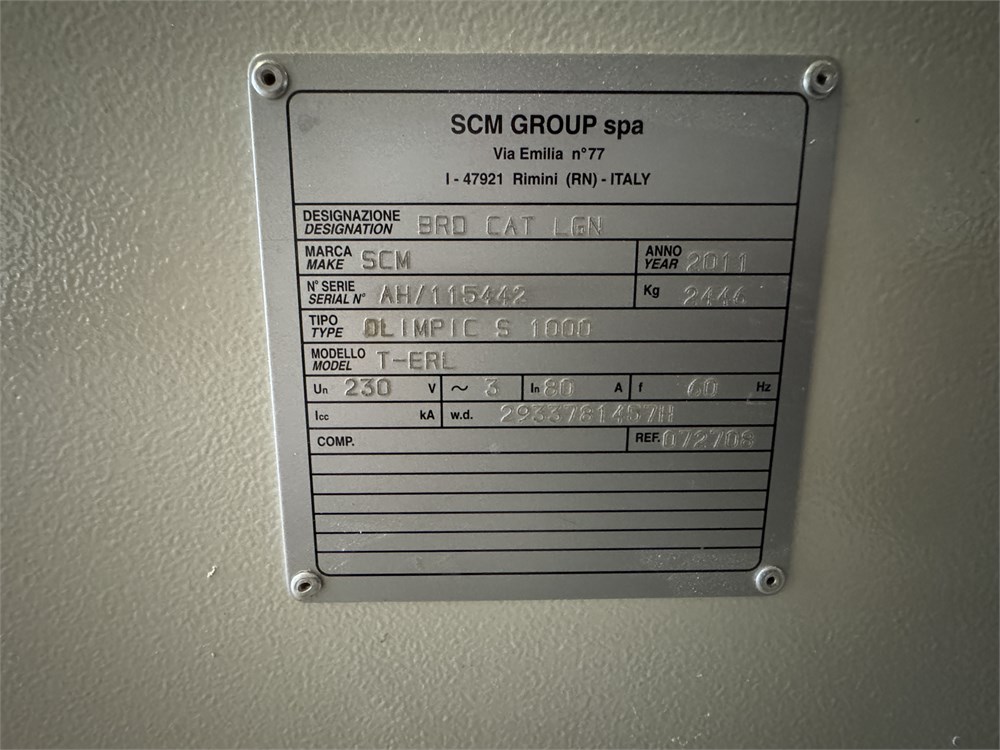 SCM GROUP spa
Via Emilia n°77
I - 47921 Rimini (RN) - ITALY
DESIGNAZIONE
DESIGNATION BRD CAT LGN
MARCA
MAKE SCM
ANNO
YEAR 2011
N° SERIE
SERIAL N° AH/115442
Kg 2446
TIPO
TYPE OLIMPIC S 1000
MODELLO
MODEL T-ERL
Un 230 V ~ 3 In 80 A f 60 Hz
Icc kA w.d. 2933781457H
COMP. REF. 072708